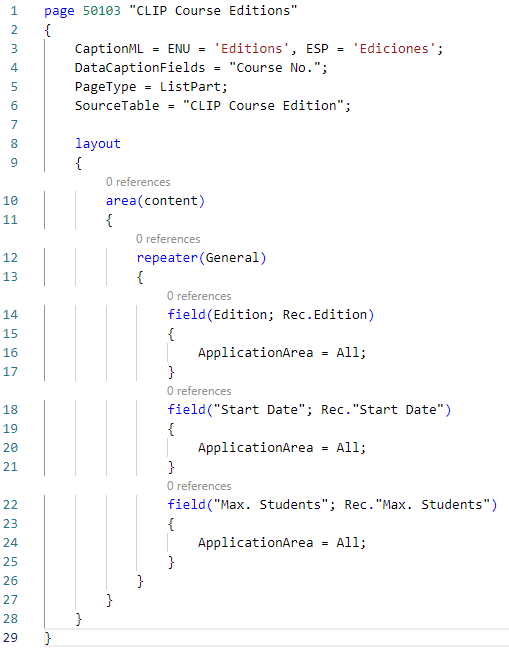 1 page 50103 "CLIP Course Editions"
2 {
3 CaptionML = ENU = 'Editions', ESP = 'Ediciones';
4 DataCaptionFields = "Course No.";
5 PageType = ListPart;
6 SourceTable = "CLIP Course Edition";
7
8 layout
9 {
0 references
10 area(content)
11 {
0 references
12 repeater(General)
13 {
0 references
14 field(Edition; Rec.Edition)
15 {
16 ApplicationArea = All;
17 }
0 references
18 field("Start Date"; Rec."Start Date")
19 {
20 ApplicationArea = All;
21 }
0 references
22 field("Max. Students"; Rec."Max. Students")
23 {
24 ApplicationArea = All;
25 }
26 }
27 }
28 }
29 }